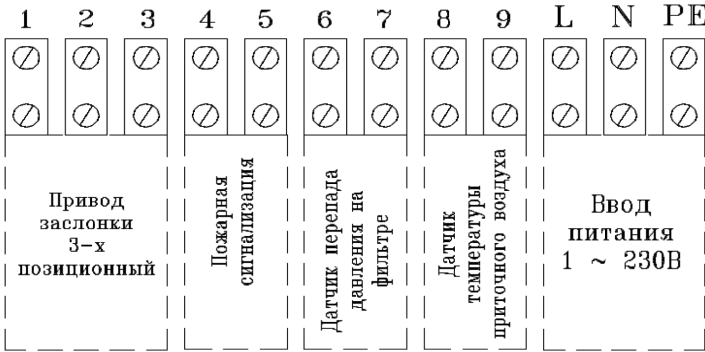 1 2 3 4 5 6 7 8 9 L N PE
Привод
заслонки
3-х
позиционный
Пожарная
сигнализация
Датчик перепада
давления на
фильтре
Датчик
температуры
приточного воздуха
Ввод
питания
1 ~ 230В